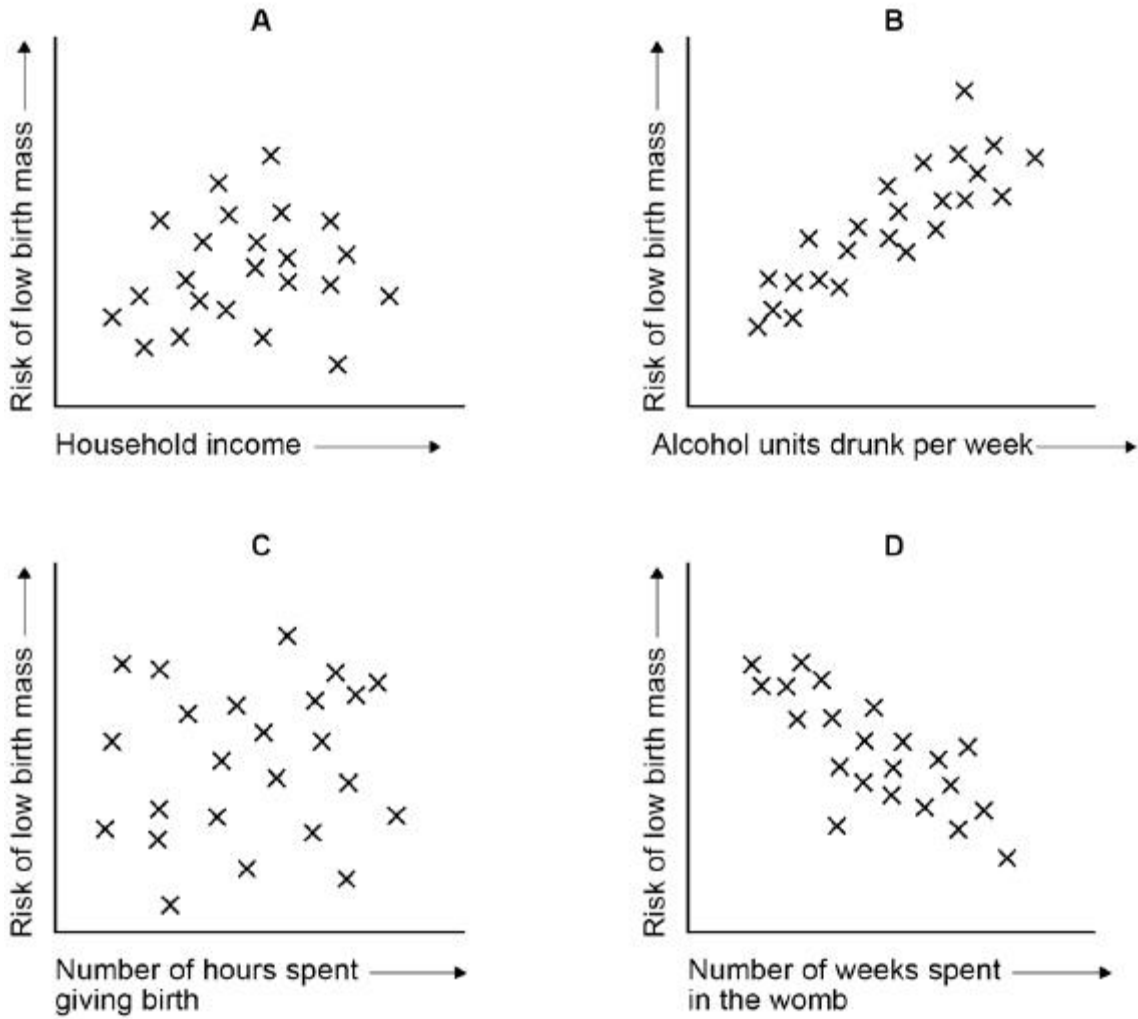 A
Risk of low birth mass
Household income
B
Risk of low birth mass
Alcohol units drunk per week
C
Risk of low birth mass
Number of hours spent
giving birth
D
Risk of low birth mass
Number of weeks spent
in the womb